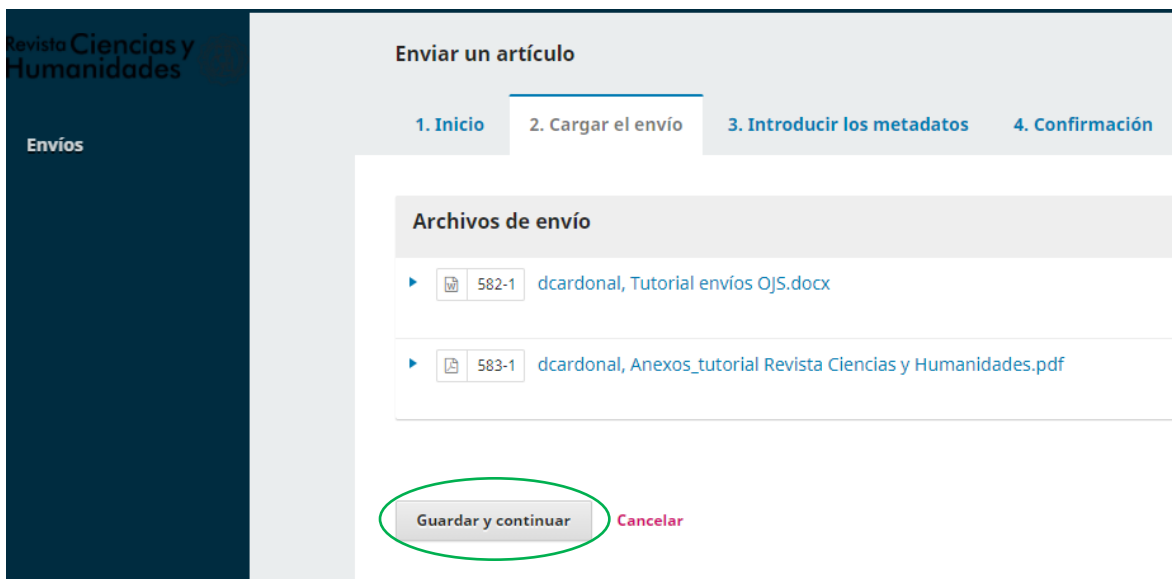 Revista Ciencias y
Humanidades
Envíos
Enviar un artículo
1. Inicio 2. Cargar el envío 3. Introducir los metadatos 4. Confirmación
Archivos de envío
582-1 dcardonal, Tutorial envíos OJS.docx
583-1 dcardonal, Anexos_tutorial Revista Ciencias y Humanidades.pdf
Guardar y continuar Cancelar